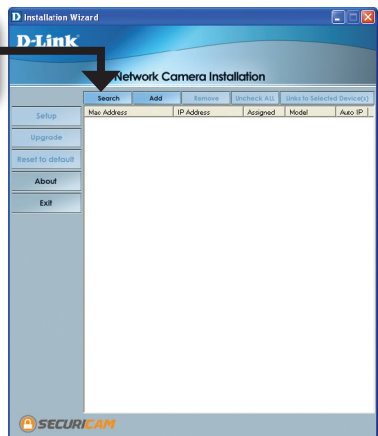 Installation Wizard
D-Link
Network Camera Installation
Search Add Remove Uncheck ALL Links to Selected Device(s)
Mac Address IP Address Assigned Model Auto IP
Setup
Upgrade
Reset to default
About
Exit
SECURICAM